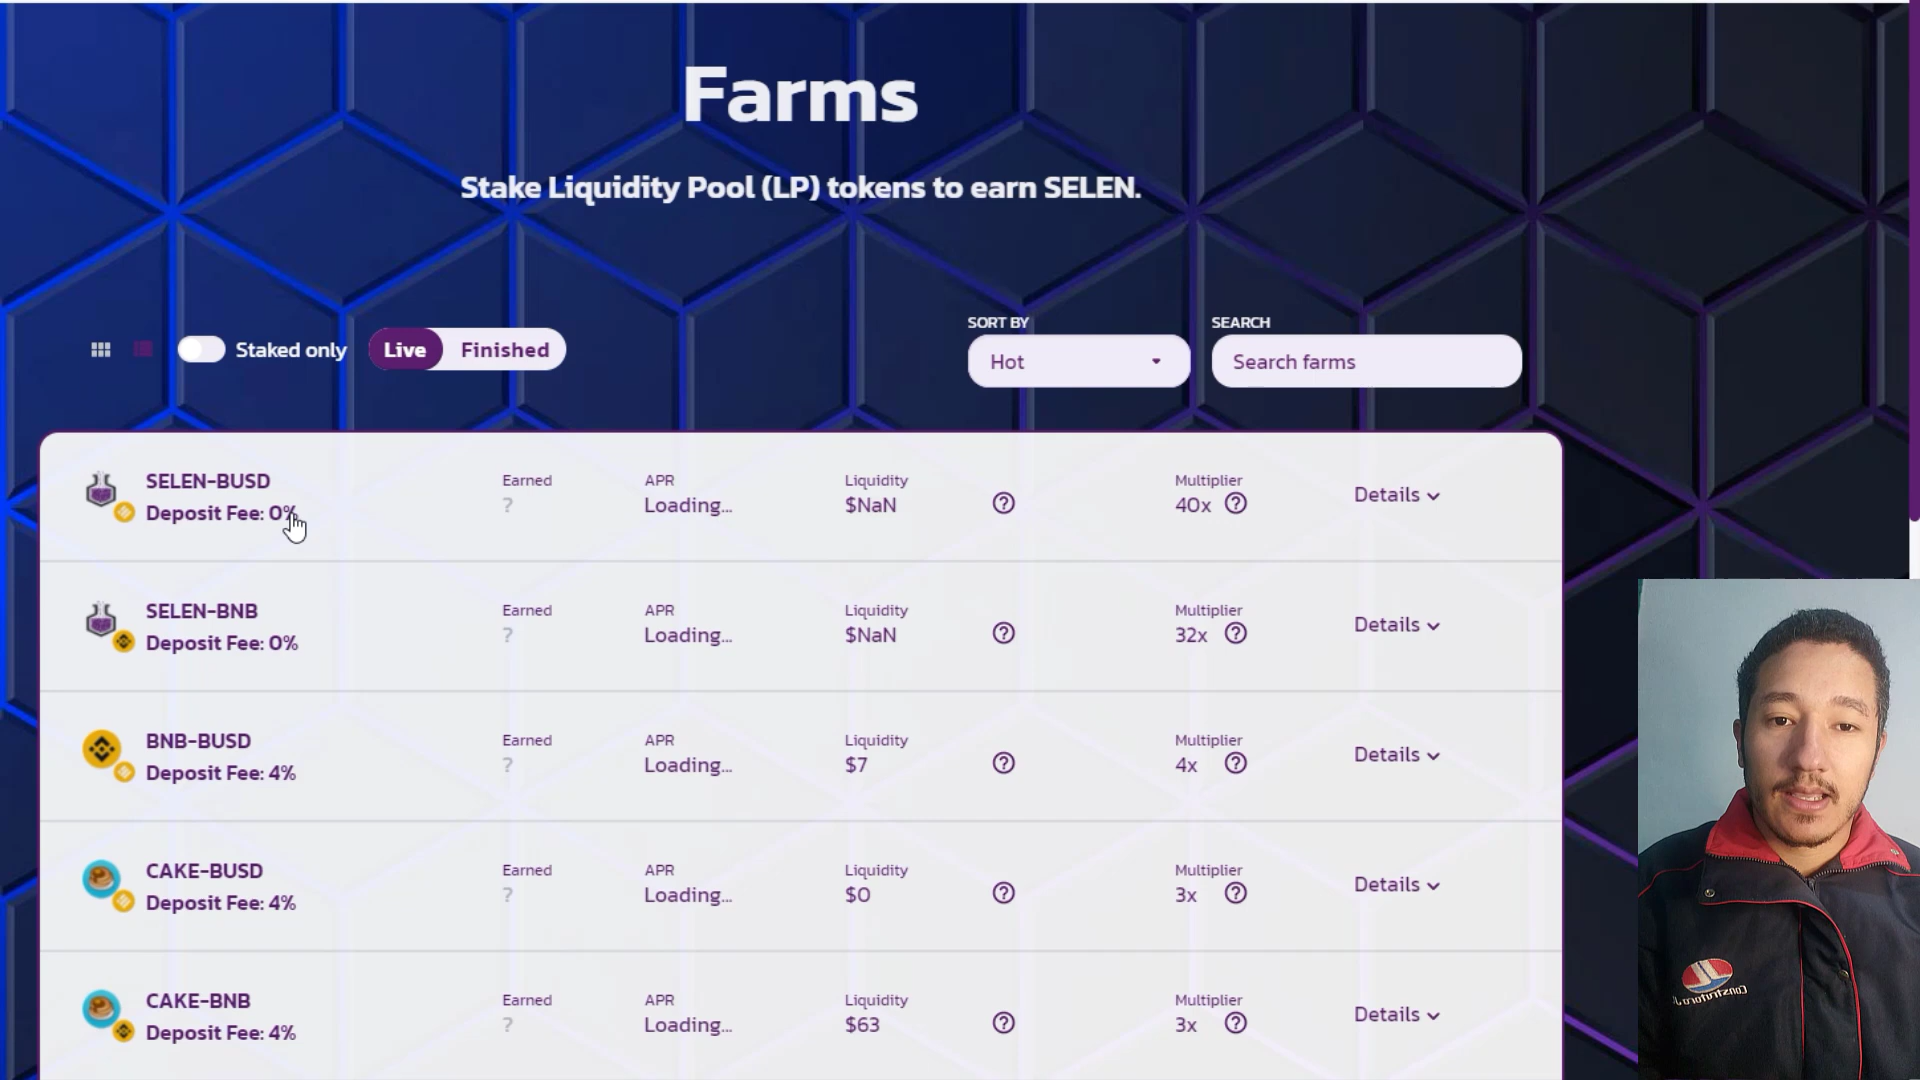 Farms
Stake Liquidity Pool (LP) tokens to earn SELEN.
Staked only
Live
Finished
SORT BY
Hot
SEARCH
Search farms
SELEN-BUSD
Deposit Fee: 0%
Earned
?
APR
Loading...
Liquidity
$NaN
Multiplier
40x
Details
SELEN-BNB
Deposit Fee: 0%
Earned
?
APR
Loading...
Liquidity
$NaN
Multiplier
32x
Details
BNB-BUSD
Deposit Fee: 4%
Earned
?
APR
Loading...
Liquidity
$7
Multiplier
4x
Details
CAKE-BUSD
Deposit Fee: 4%
Earned
?
APR
Loading...
Liquidity
$0
Multiplier
3x
Details
CAKE-BNB
Deposit Fee: 4%
Earned
?
APR
Loading...
Liquidity
$63
Multiplier
3x
Details